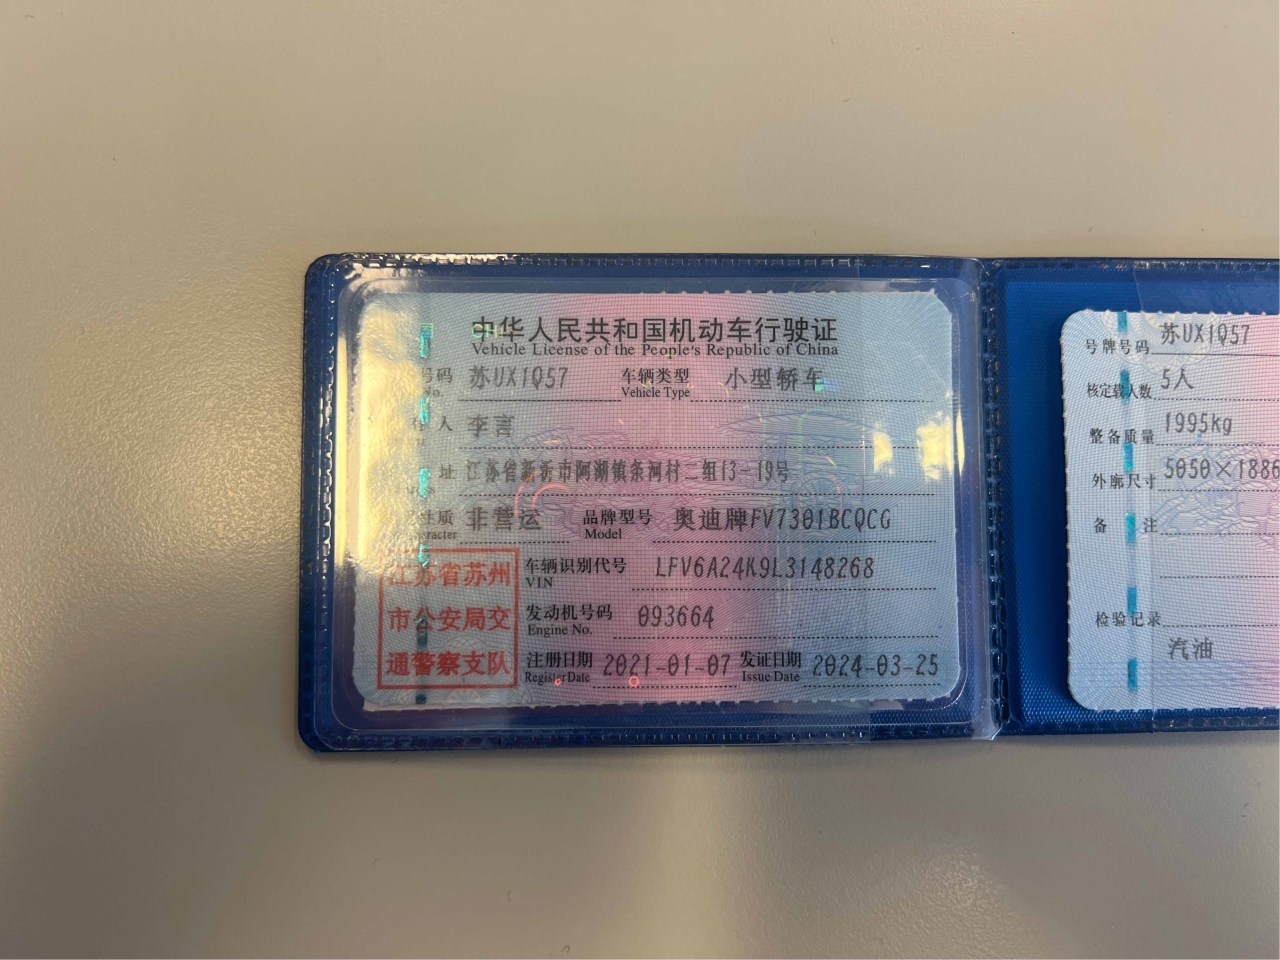 中华人民共和国机动车行驶证
Vehicle License of the People's Republic of China
号码 苏UX1Q57 车辆类型 小型轿车
No. Vehicle Type
人 李言
址 江苏省新沂市阿湖镇条河村二组13-19号
性质 非营运 品牌型号 奥迪牌FV7301BCQCG
aracter Model
江苏省苏州
市公安局交
通警察支队
车辆识别代号 LFV6A24K9L3148268
VIN
发动机号码 093664
Engine No.
注册日期 2021-01-07 发证日期 2024-03-25
Register Date Issue Date
号牌号码 苏UX1Q57
核定载人数 5人
整备质量 1995kg
外廓尺寸 5050×1886
备 注
检验记录
汽油